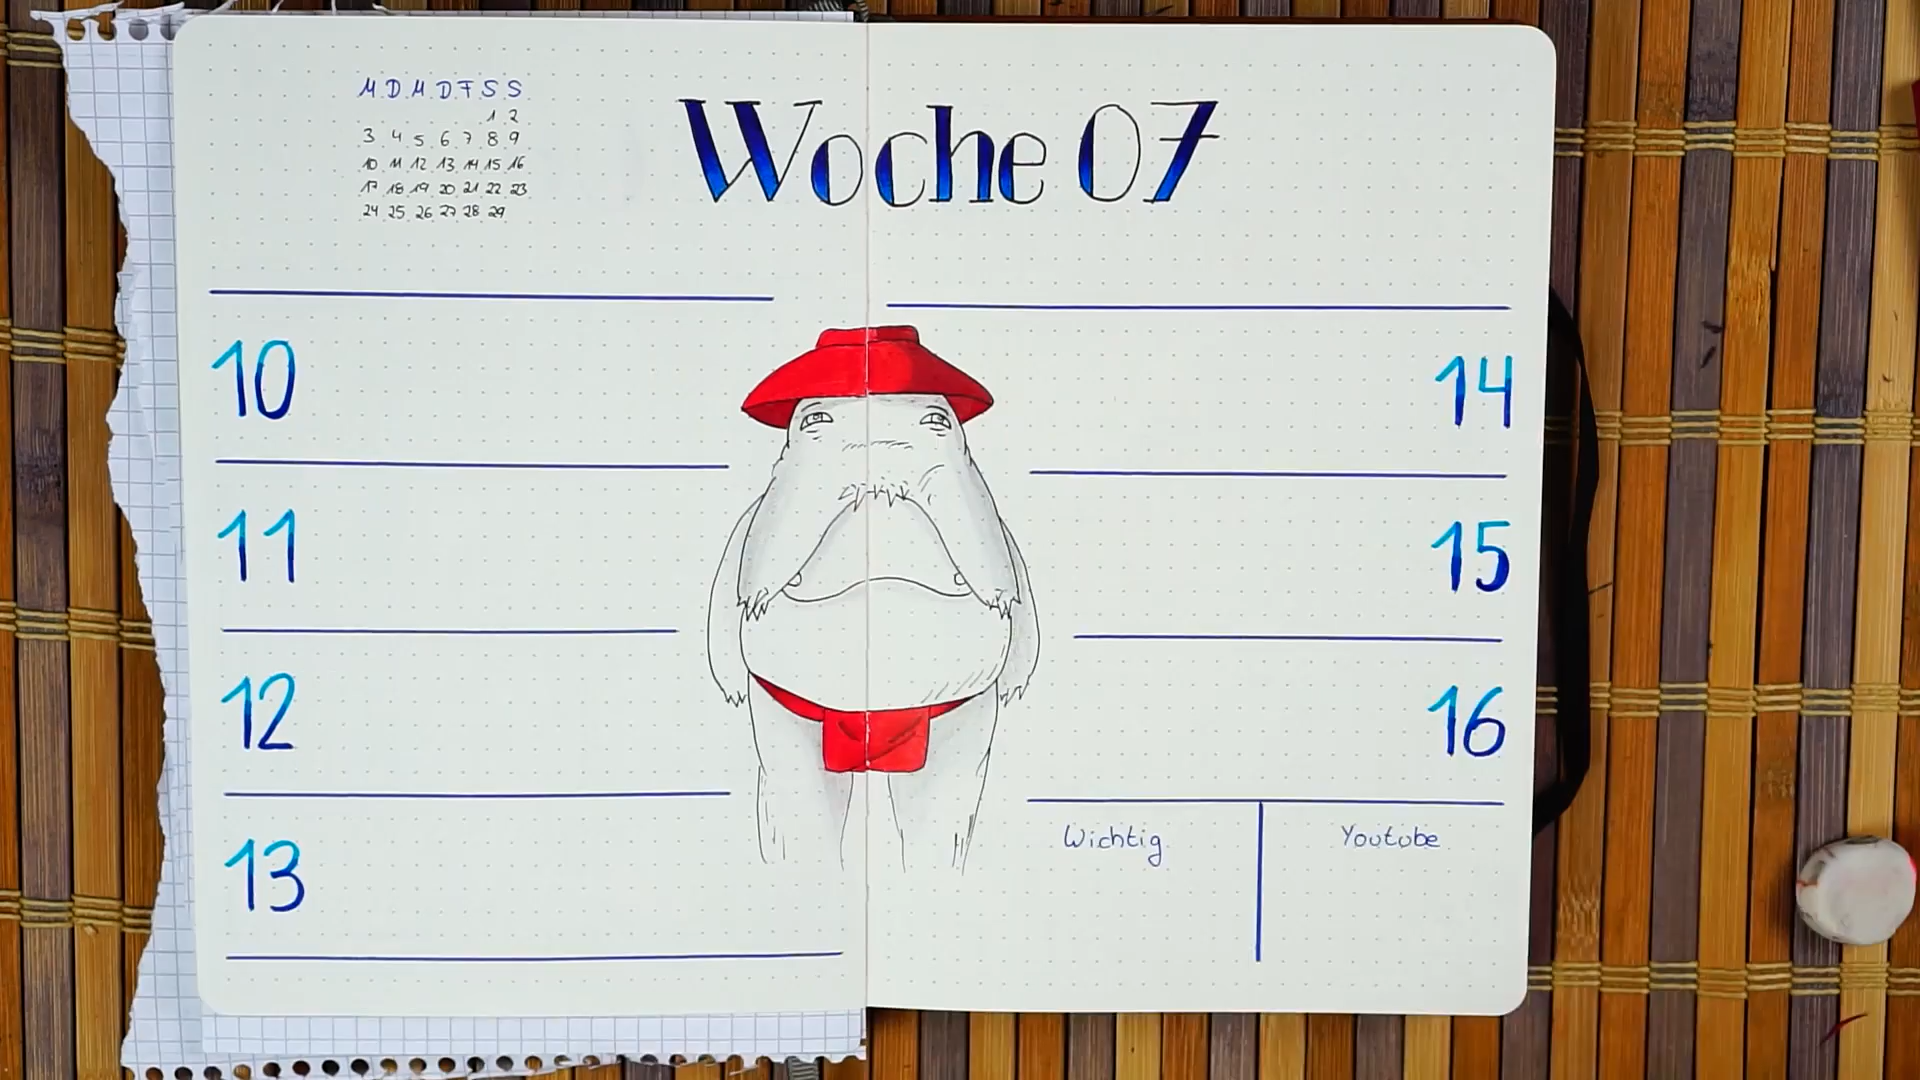 M D M D F S S
1 2
3 4 5 6 7 8 9
10 11 12 13 14 15 16
17 18 19 20 21 22 23
24 25 26 27 28 29
Woche 07
10
11
12
13
14
15
16
Wichtig
Youtube